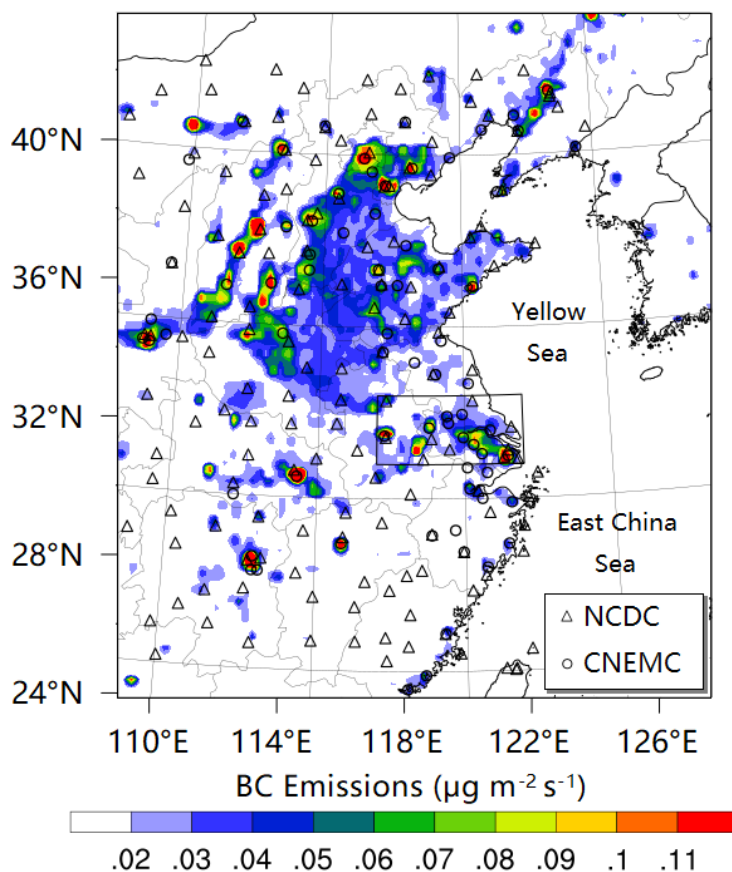 40°N
36°N
32°N
28°N
24°N
Yellow
Sea
East China
Sea
NCDC
CNEMC
110°E 114°E 118°E 122°E 126°E
BC Emissions (μg m⁻² s⁻¹)
.02 .03 .04 .05 .06 .07 .08 .09 .1 .11